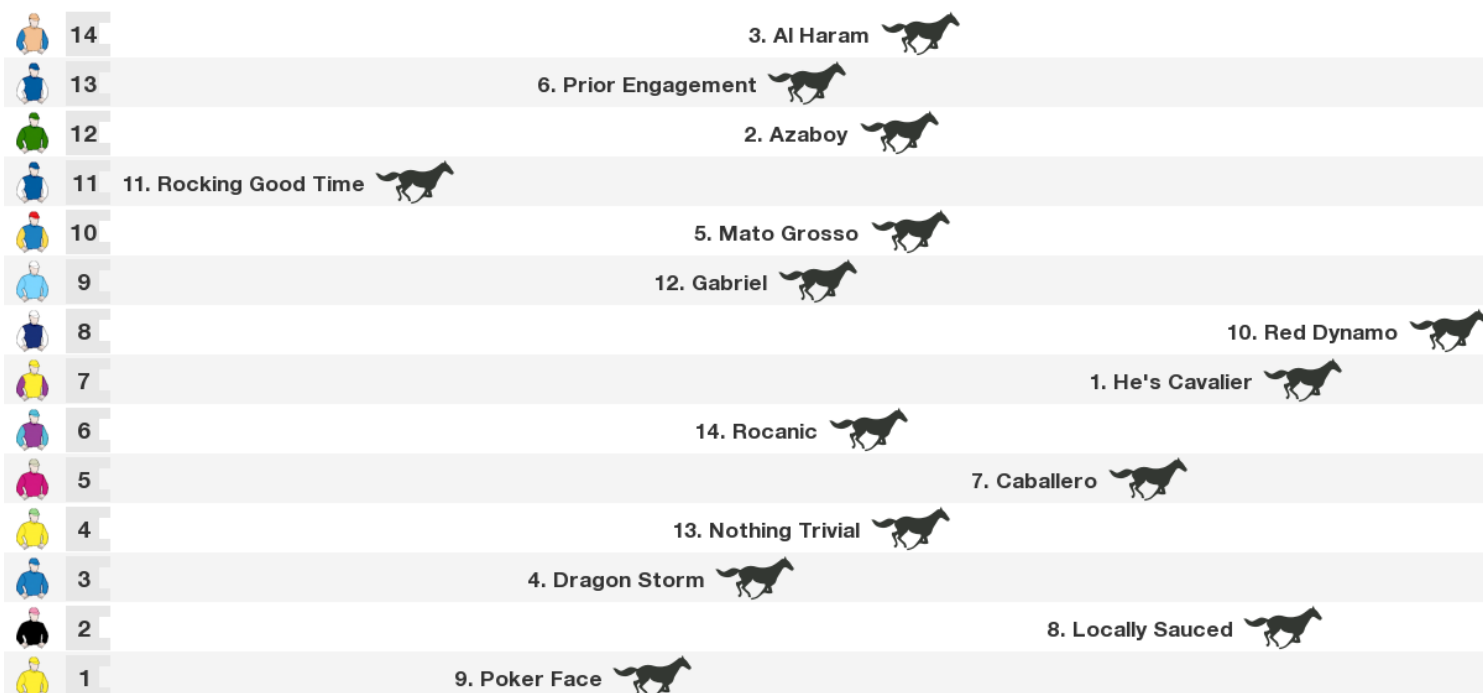 14 3. Al Haram
13 6. Prior Engagement
12 2. Azaboy
11 11. Rocking Good Time
10 5. Mato Grosso
9 12. Gabriel
8 10. Red Dynamo
7 1. He's Cavalier
6 14. Rocanic
5 7. Caballero
4 13. Nothing Trivial
3 4. Dragon Storm
2 8. Locally Sauced
1 9. Poker Face